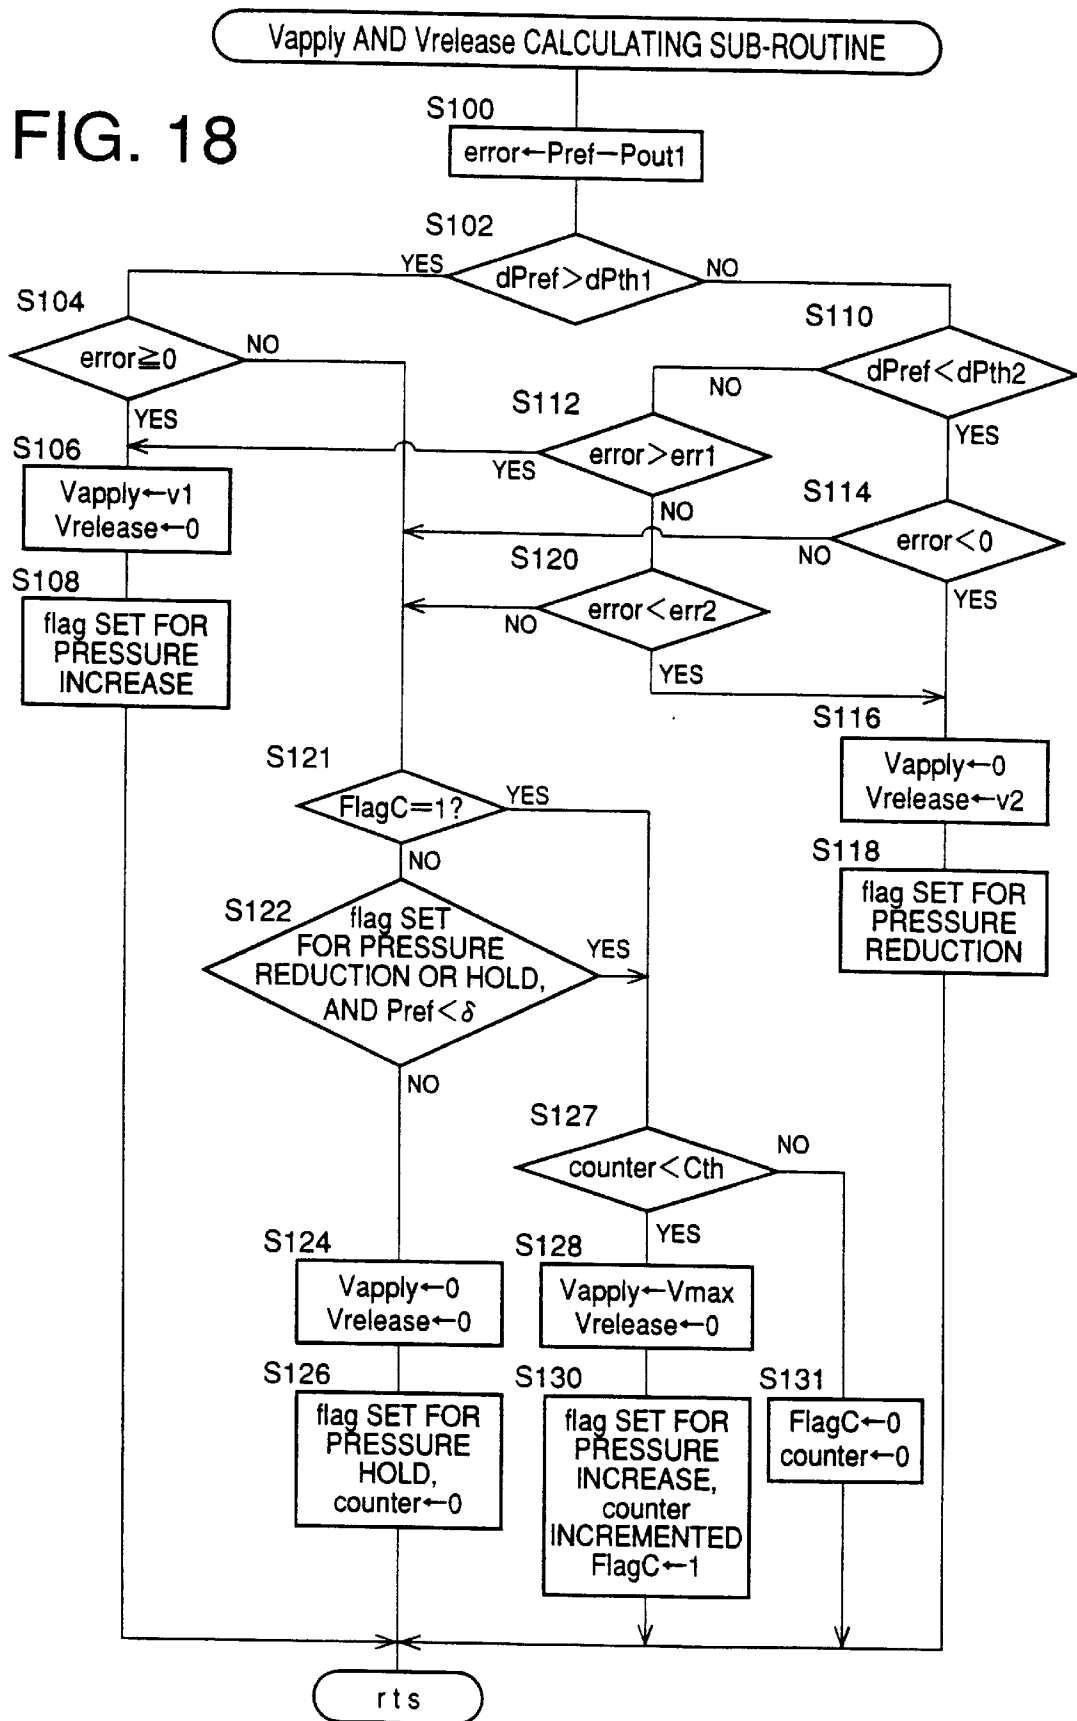 Vapply AND Vrelease CALCULATING SUB-ROUTINE
FIG. 18
S100
error←Pref−Pout1
S102
dPref>dPth1
YES
NO
S104
error≧0
NO
YES
S110
dPref<dPth2
NO
YES
S112
error>err1
YES
NO
S106
Vapply←v1
Vrelease←0
S114
error<0
NO
YES
S108
flag SET FOR
PRESSURE
INCREASE
S120
error<err2
NO
YES
S116
Vapply←0
Vrelease←v2
S118
flag SET FOR
PRESSURE
REDUCTION
S121
FlagC=1?
YES
NO
S122
flag SET
FOR PRESSURE
REDUCTION OR HOLD,
AND Pref<δ
YES
NO
S127
counter<Cth
NO
YES
S124
Vapply←0
Vrelease←0
S128
Vapply←Vmax
Vrelease←0
S126
flag SET FOR
PRESSURE
HOLD,
counter←0
S130
flag SET FOR
PRESSURE
INCREASE,
counter
INCREMENTED
FlagC←1
S131
FlagC←0
counter←0
rts